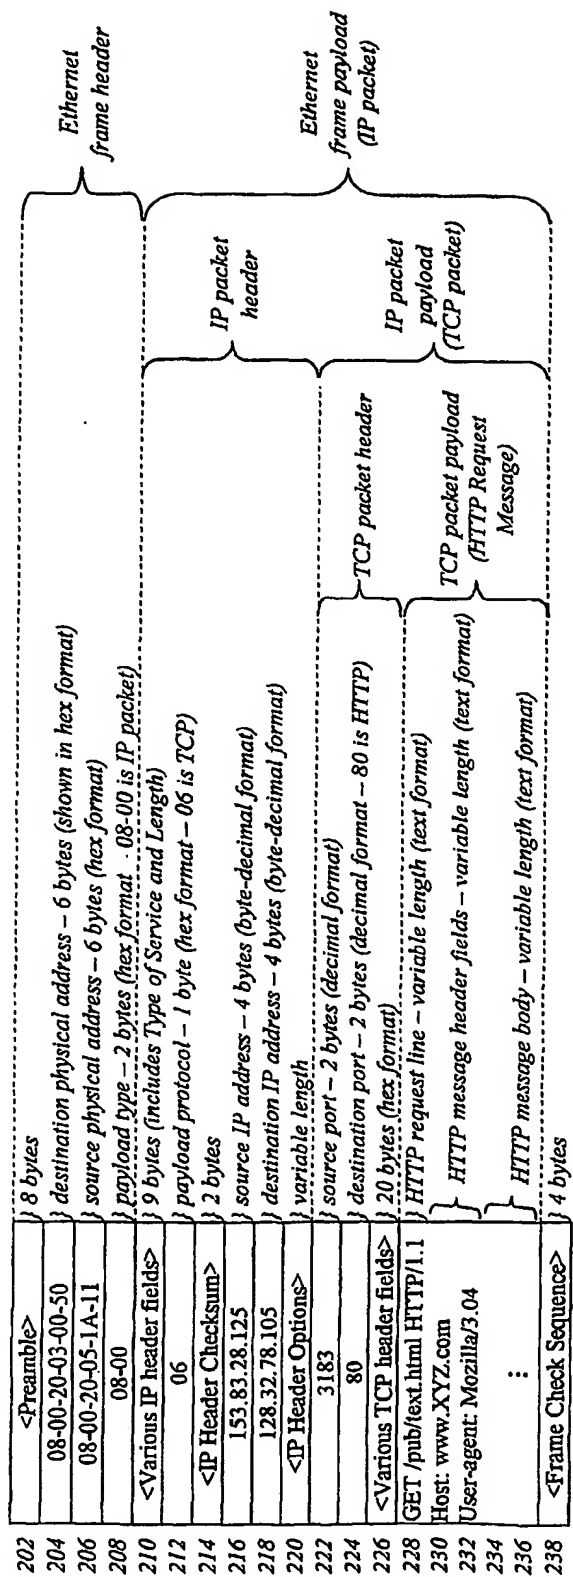 202 <Preamble> } 8 bytes
204 08-00-20-03-00-50 } destination physical address – 6 bytes (shown in hex format)
206 08-00-20-05-1A-11 } source physical address – 6 bytes (hex format)
208 08-00 } payload type – 2 bytes (hex format - 08-00 is IP packet)
Ethernet
frame header
210 <Various IP header fields> } 9 bytes (includes Type of Service and Length)
212 06 } payload protocol – 1 byte (hex format – 06 is TCP)
214 <IP Header Checksum> } 2 bytes
216 153.83.28.125 } source IP address – 4 bytes (byte-decimal format)
218 128.32.78.105 } destination IP address – 4 bytes (byte-decimal format)
220 <IP Header Options> } variable length
IP packet
header
222 3183 } source port – 2 bytes (decimal format)
224 80 } destination port – 2 bytes (decimal format – 80 is HTTP)
226 <Various TCP header fields> } 20 bytes (hex format)
TCP packet header
228 GET /pub/text.html HTTP/1.1 } HTTP request line – variable length (text format)
230 Host: www.XYZ.com
232 User-agent: Mozilla/3.04
HTTP message header fields – variable length (text format)
234
236 ⋮
HTTP message body – variable length (text format)
TCP packet payload
(HTTP Request
Message)
IP packet
payload
(TCP packet)
Ethernet
frame payload
(IP packet)
238 <Frame Check Sequence> } 4 bytes